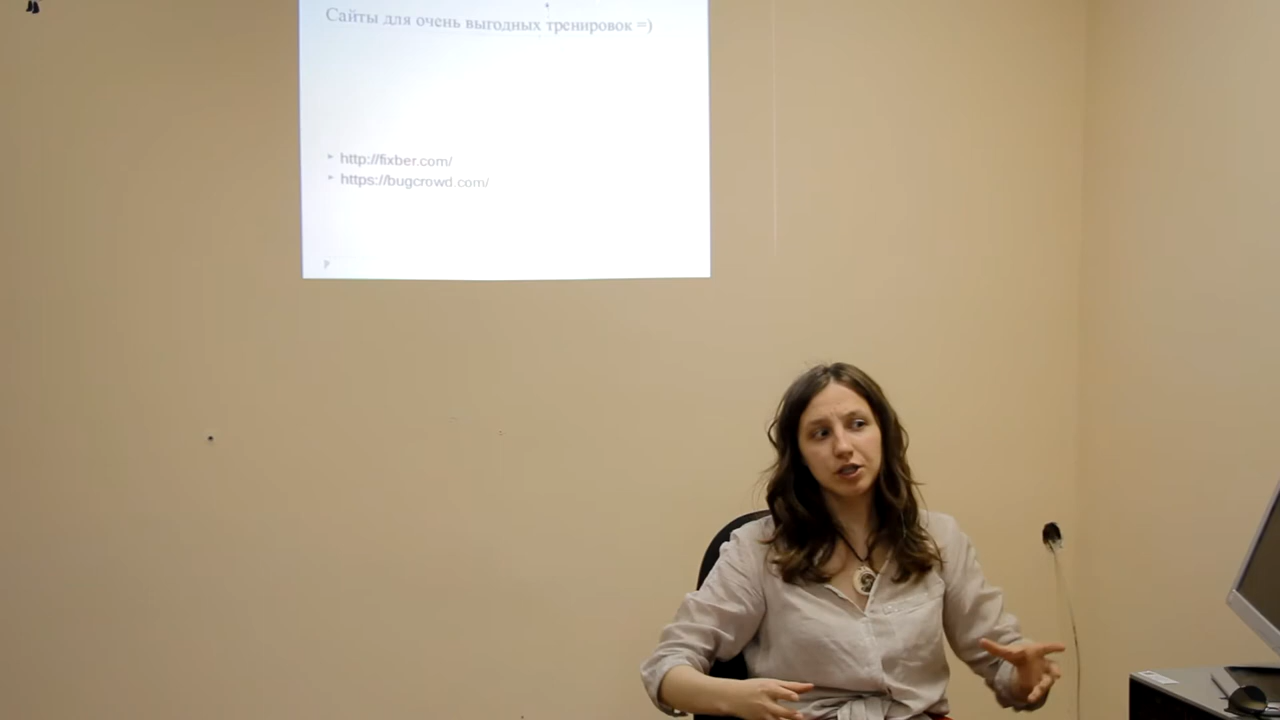 Сайты для очень выгодных тренировок =)
http://fixber.com/
https://bugcrowd.com/